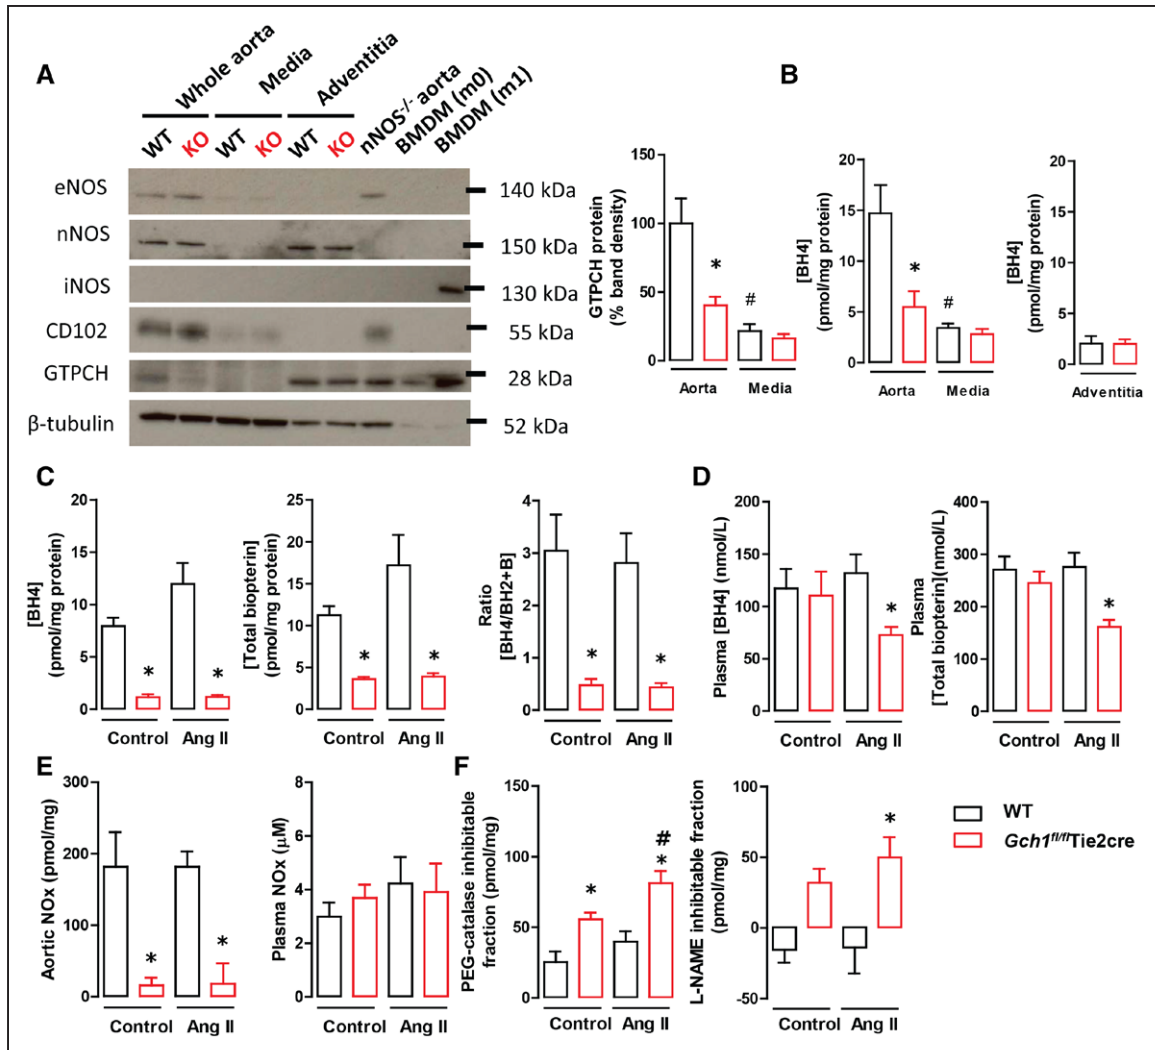 A
Whole aorta
Media
Adventitia
WT
KO
WT
KO
WT
KO
nNOS-/- aorta
BMDM (m0)
BMDM (m1)
eNOS
140 kDa
nNOS
150 kDa
iNOS
130 kDa
CD102
55 kDa
GTPCH
28 kDa
β-tubulin
52 kDa
GTPCH protein
(% band density)
150
100
50
0
*
#
Aorta
Media
B
[BH4]
(pmol/mg protein)
20
15
10
5
0
*
#
Aorta
Media
[BH4]
(pmol/mg protein)
20
15
10
5
0
Adventitia
C
[BH4]
(pmol/mg protein)
20
15
10
5
0
*
*
Control
Ang II
[Total biopterin]
(pmol/mg protein)
25
20
15
10
5
0
*
*
Control
Ang II
Ratio
[BH4/BH2+B]
4
3
2
1
0
*
*
Control
Ang II
D
Plasma [BH4] (nmol/L)
200
150
100
50
0
*
Control
Ang II
Plasma
[Total biopterin](nmol/L)
400
300
200
100
0
*
Control
Ang II
E
Aortic NOx (pmol/mg)
300
200
100
0
*
*
Control
Ang II
Plasma NOx (μM)
8
6
4
2
0
Control
Ang II
F
PEG-catalase inhibitable
fraction (pmol/mg)
150
100
50
0
*
#
*
Control
Ang II
L-NAME inhibitable fraction
(pmol/mg)
100
50
0
-50
*
Control
Ang II
WT
Gch1fl/flTie2cre